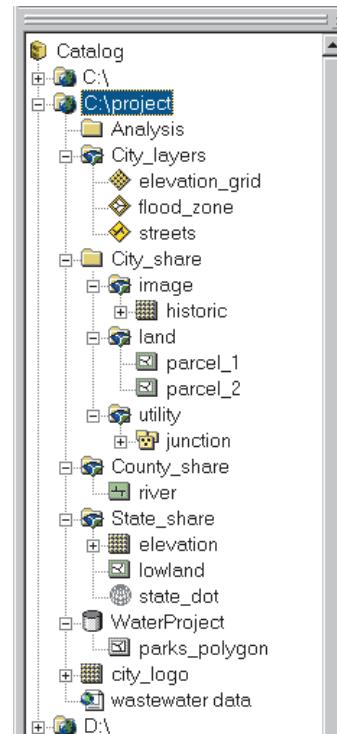 Catalog
C:\
C:\project
Analysis
City_layers
elevation_grid
flood_zone
streets
City_share
image
historic
land
parcel_1
parcel_2
utility
junction
County_share
river
State_share
elevation
lowland
state_dot
WaterProject
parks_polygon
city_logo
wastewater data
D:\